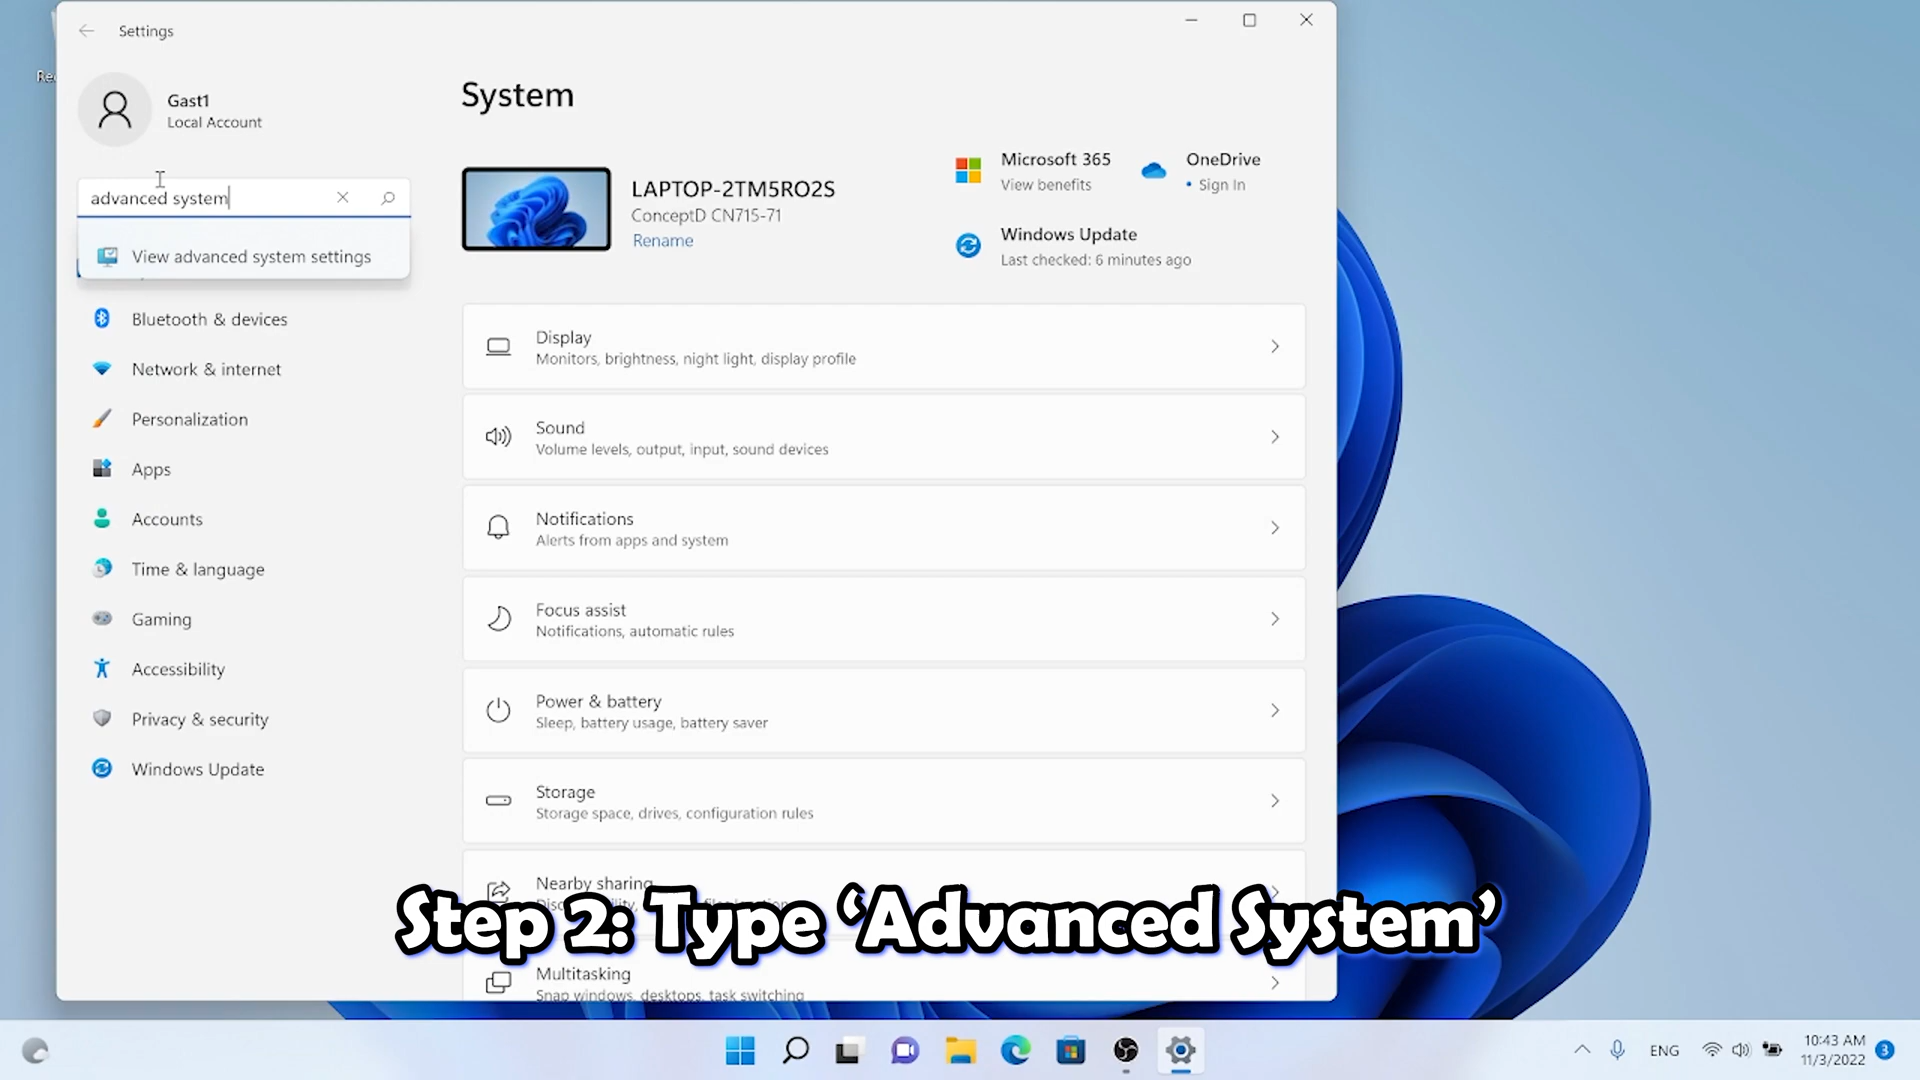 Re
Settings
Gast1
Local Account
advanced system
View advanced system settings
Bluetooth & devices
Network & internet
Personalization
Apps
Accounts
Time & language
Gaming
Accessibility
Privacy & security
Windows Update
System
LAPTOP-2TM5RO2S
ConceptD CN715-71
Rename
Microsoft 365
View benefits
OneDrive
• Sign In
Windows Update
Last checked: 6 minutes ago
Display
Monitors, brightness, night light, display profile
Sound
Volume levels, output, input, sound devices
Notifications
Alerts from apps and system
Focus assist
Notifications, automatic rules
Power & battery
Sleep, battery usage, battery saver
Storage
Storage space, drives, configuration rules
Nearby sharing
Step 2: Type ‘Advanced System’
Multitasking
Snap windows, desktops, task switching
ENG
10:43 AM
11/3/2022
3